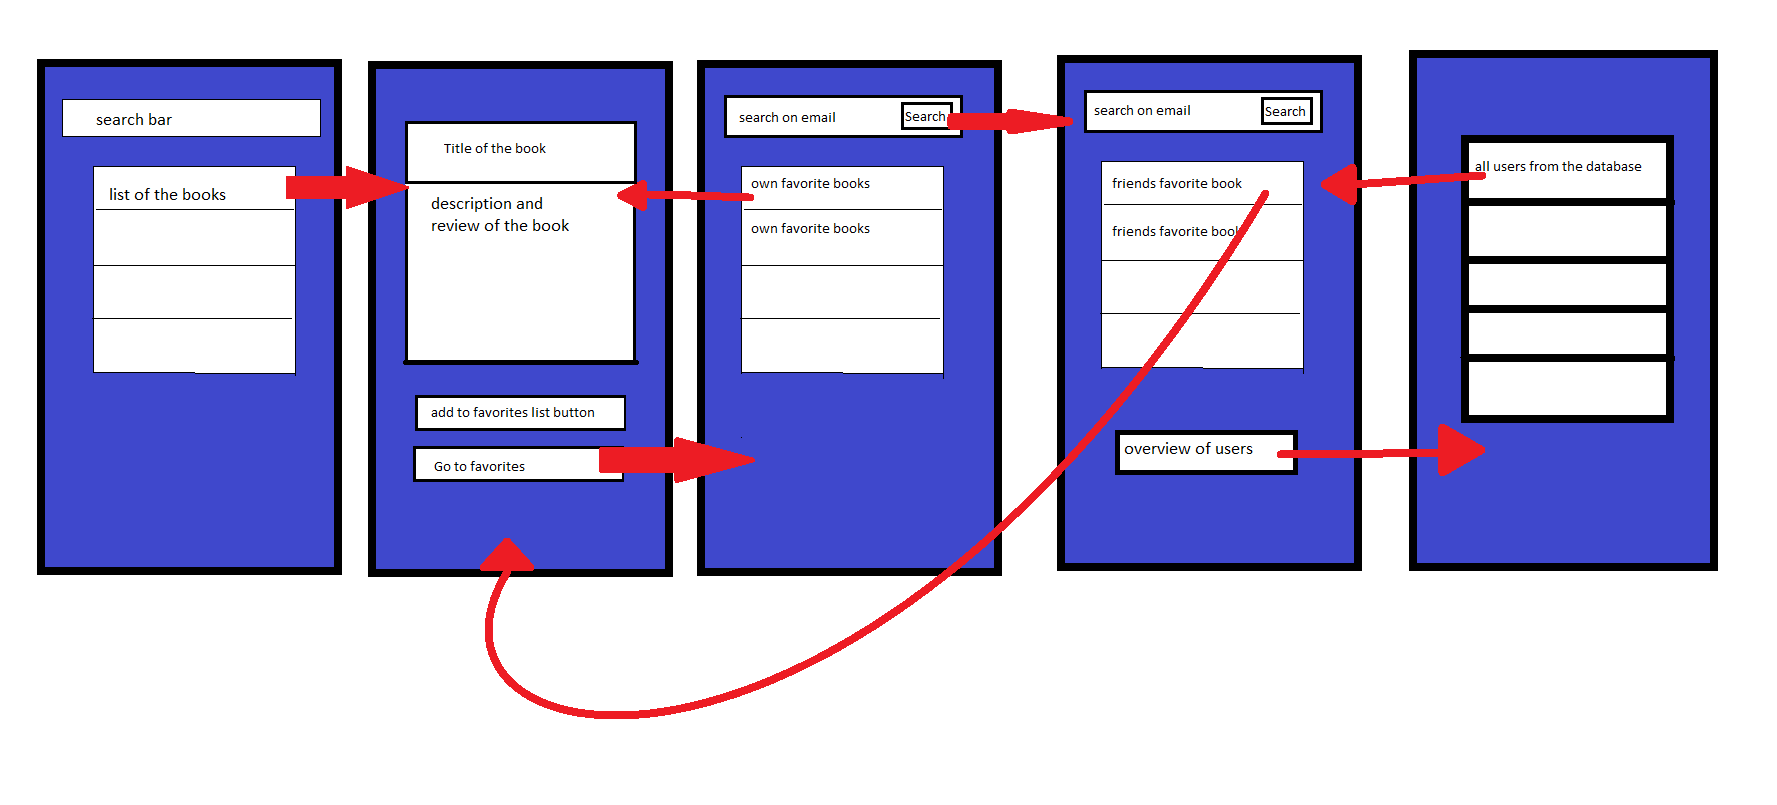 search bar
list of the books
Title of the book
description and
review of the book
add to favorites list button
Go to favorites
search on email
Search
own favorite books
own favorite books
search on email
Search
friends favorite book
friends favorite book
overview of users
all users from the database